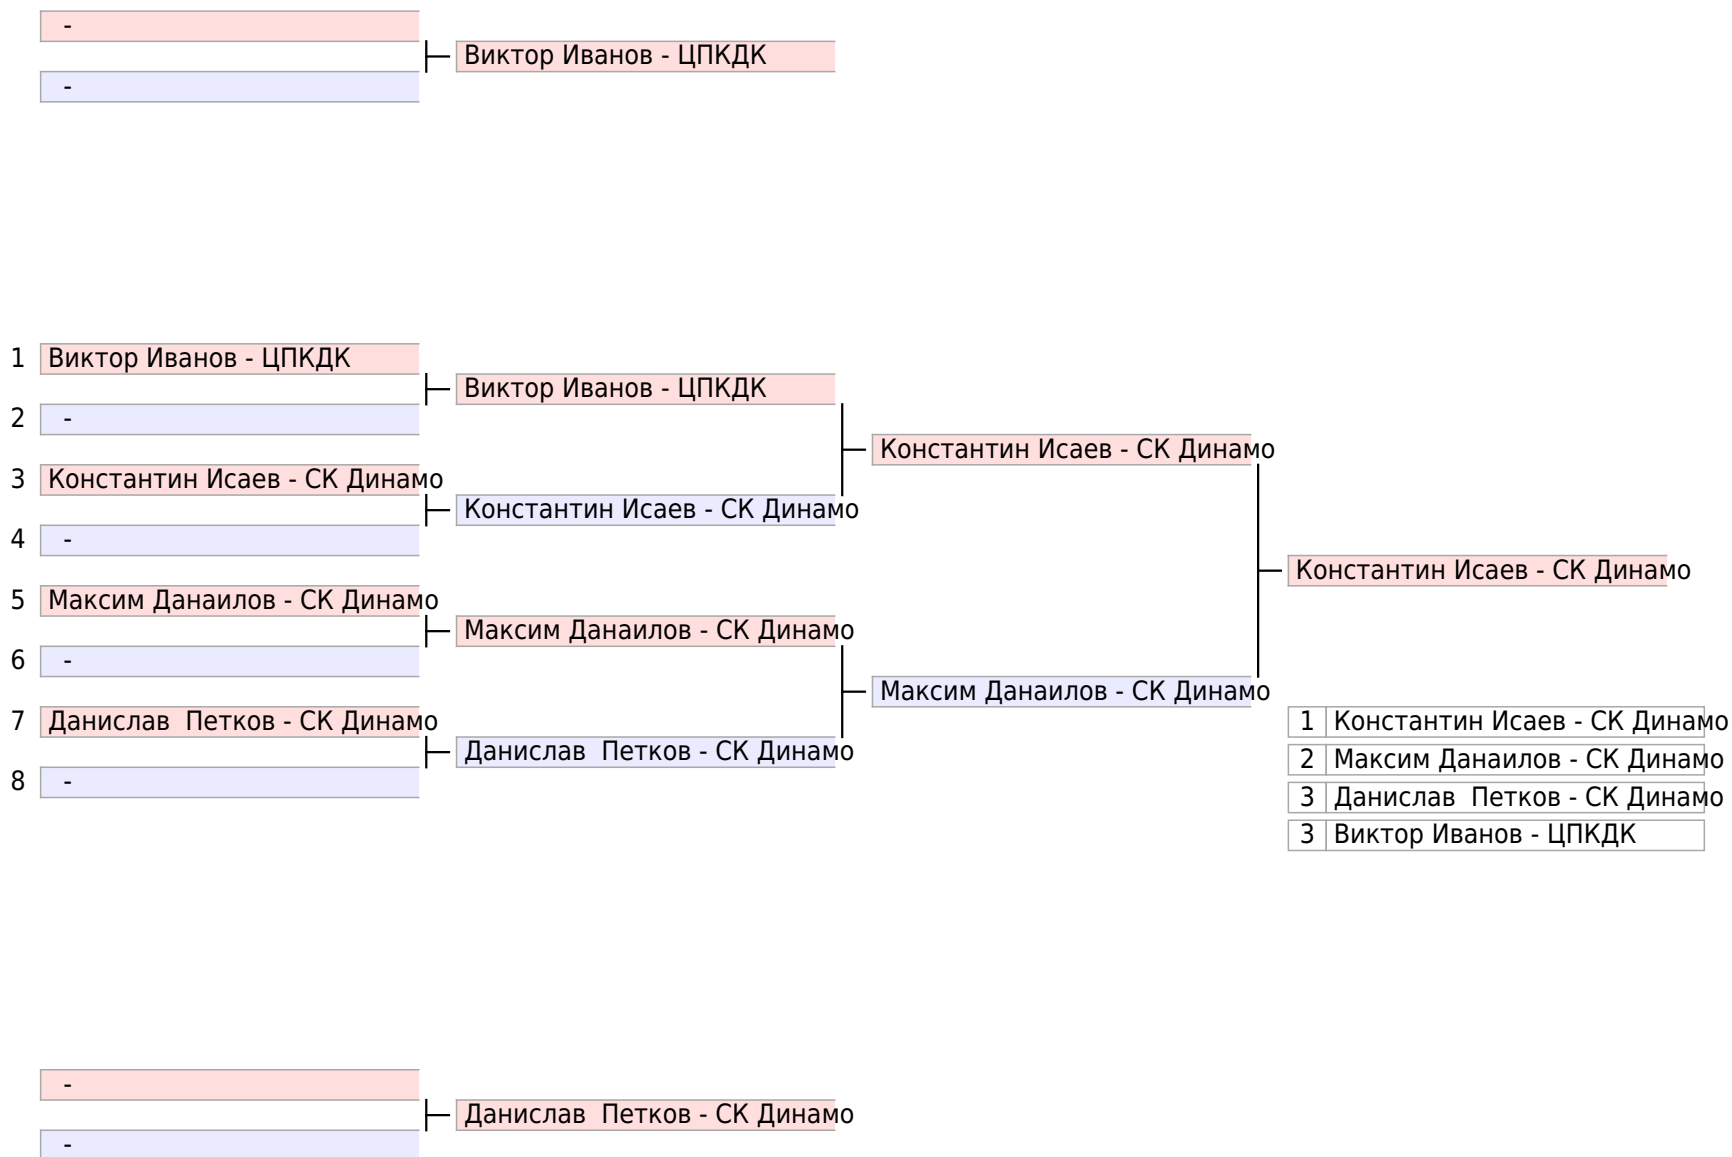 -
Виктор Иванов - ЦПКДК
-
1 Виктор Иванов - ЦПКДК
Виктор Иванов - ЦПКДК
2 -
Константин Исаев - СК Динамо
3 Константин Исаев - СК Динамо
Константин Исаев - СК Динамо
4 -
Константин Исаев - СК Динамо
5 Максим Данаилов - СК Динамо
Максим Данаилов - СК Динамо
6 -
Максим Данаилов - СК Динамо
7 Данислав  Петков - СК Динамо
Данислав  Петков - СК Динамо
8 -
1 Константин Исаев - СК Динамо
2 Максим Данаилов - СК Динамо
3 Данислав  Петков - СК Динамо
3 Виктор Иванов - ЦПКДК
-
Данислав  Петков - СК Динамо
-